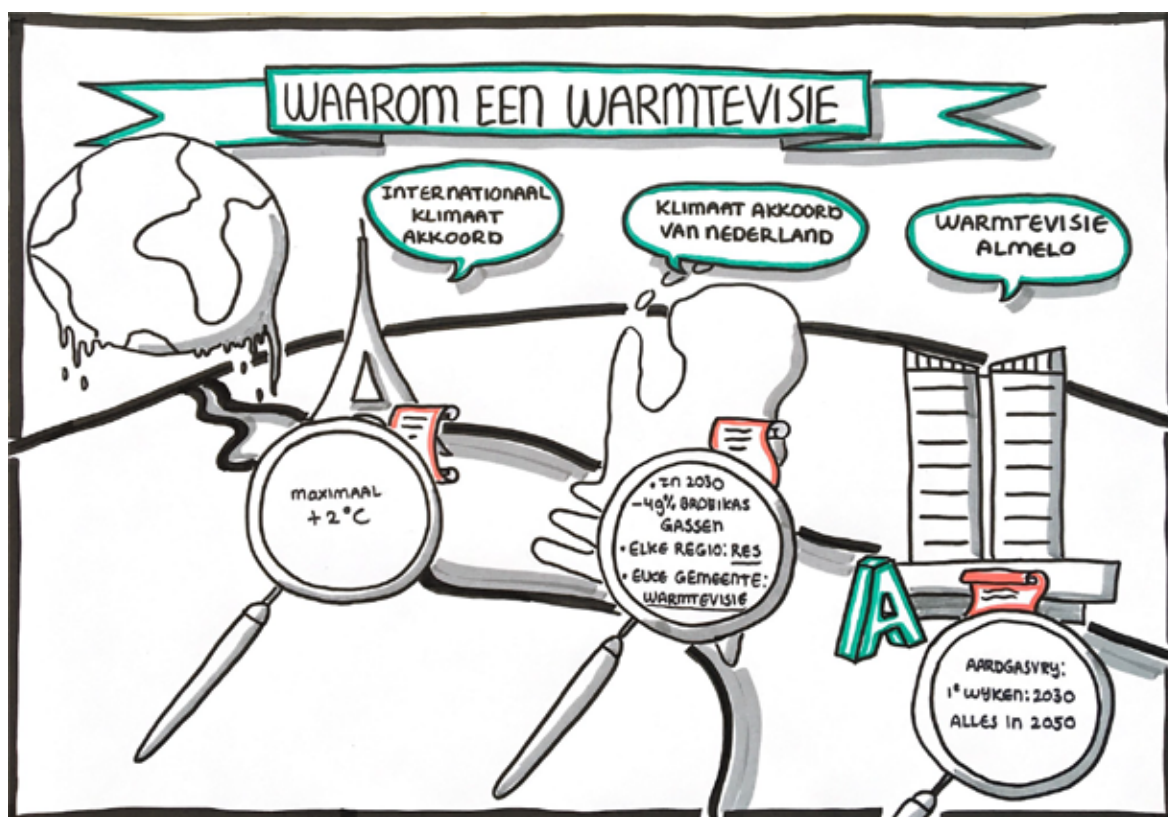 WAAROM EEN WARMTEVISIE
INTERNATIONAAL
KLIMAAT
AKKOORD
KLIMAAT AKKOORD
VAN NEDERLAND
WARMTEVISIE
ALMELO
MAXIMAAL
+2°C
• IN 2030
-49% BROEIKAS
GASSEN
• ELKE REGIO: RES
• ELKE GEMEENTE:
WARMTEVISIE
A
AARDGASVRIJ:
1e WIJKEN: 2030
ALLES IN 2050